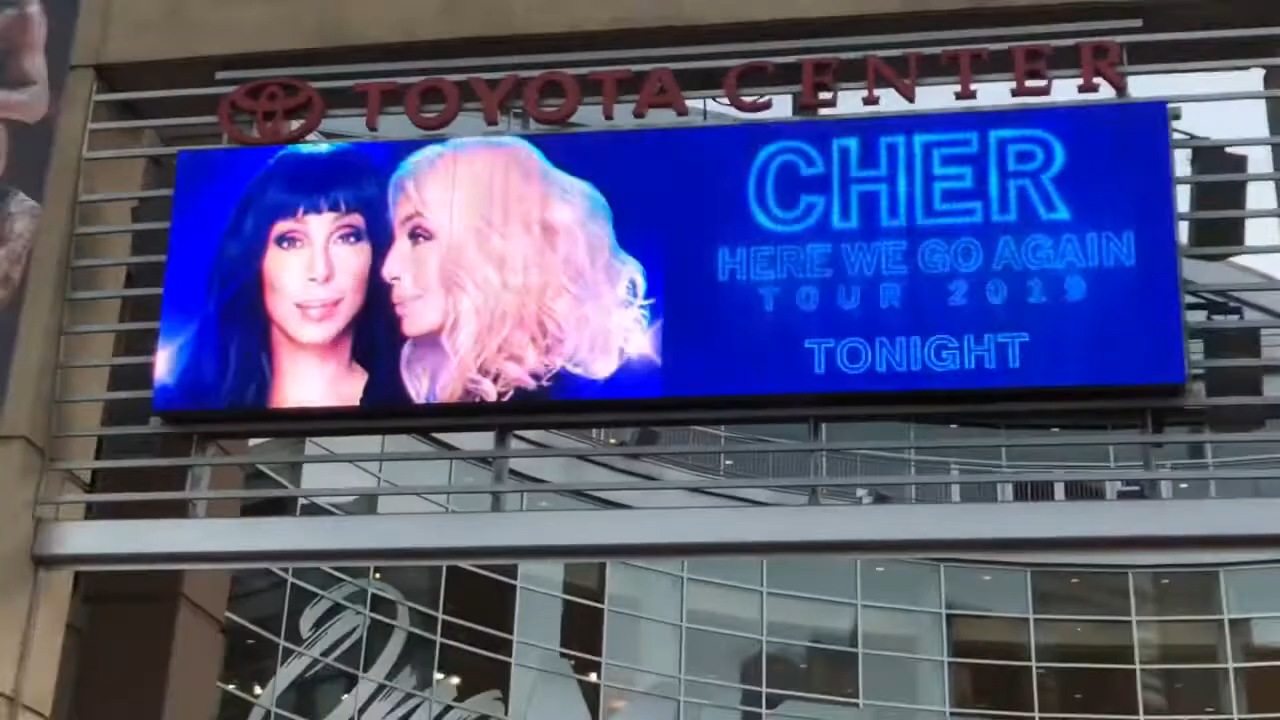 TOYOTA CENTER
CHER
HERE WE GO AGAIN
TOUR 2019
TONIGHT